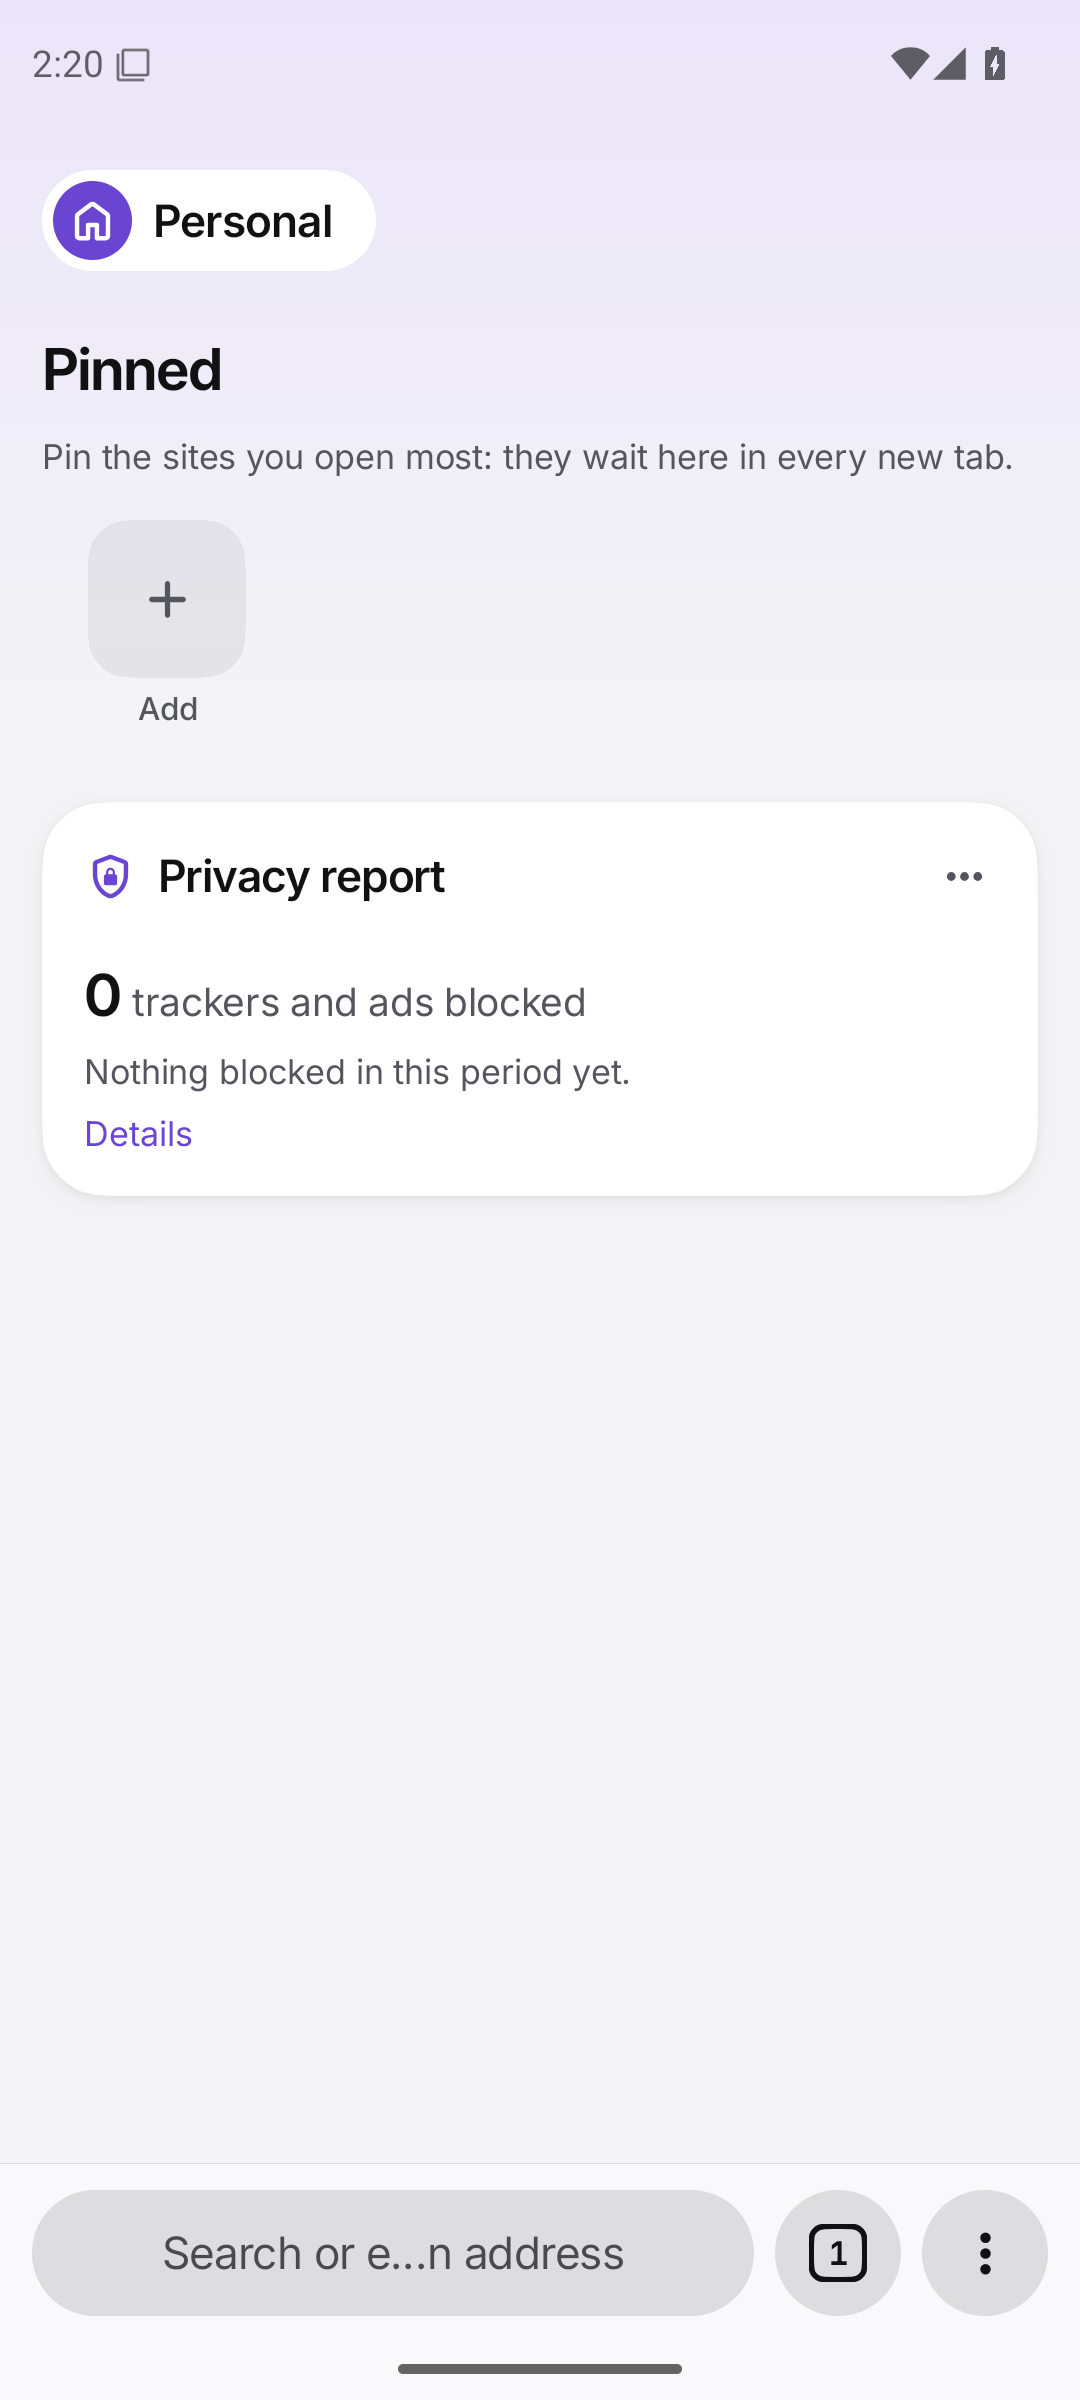 2:20
Personal
Pinned
Pin the sites you open most: they wait here in every new tab.
Add
Privacy report
0 trackers and ads blocked
Nothing blocked in this period yet.
Details
Search or e...n address
1